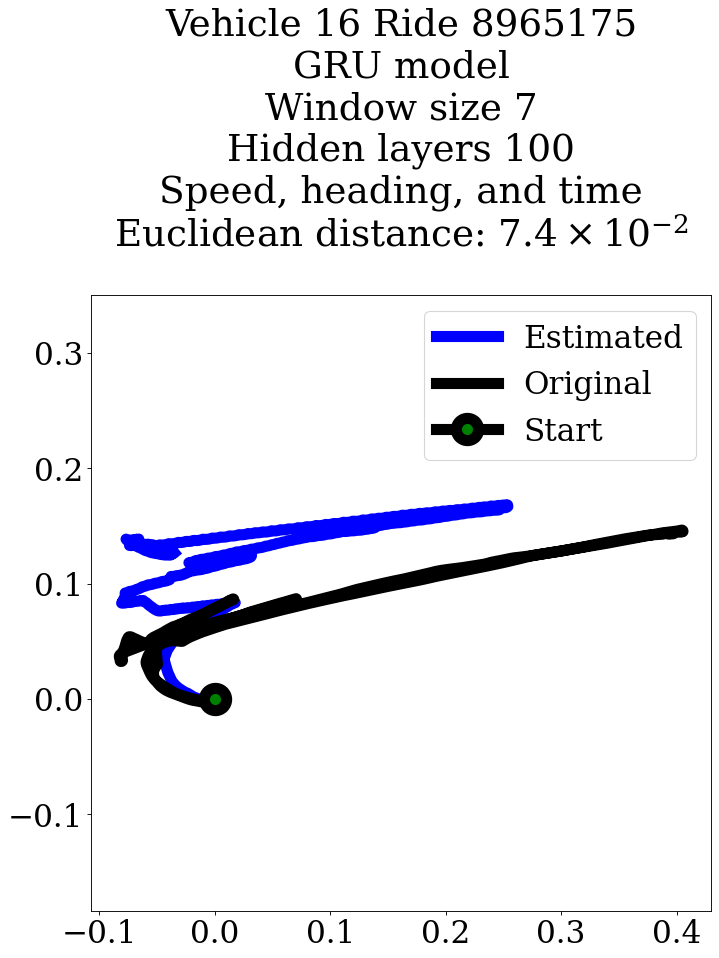 Vehicle 16 Ride 8965175
GRU model
Window size 7
Hidden layers 100
Speed, heading, and time
Euclidean distance: 7.4 × 10⁻²
Estimated
Original
Start
0.3
0.2
0.1
0.0
−0.1
−0.1 0.0 0.1 0.2 0.3 0.4